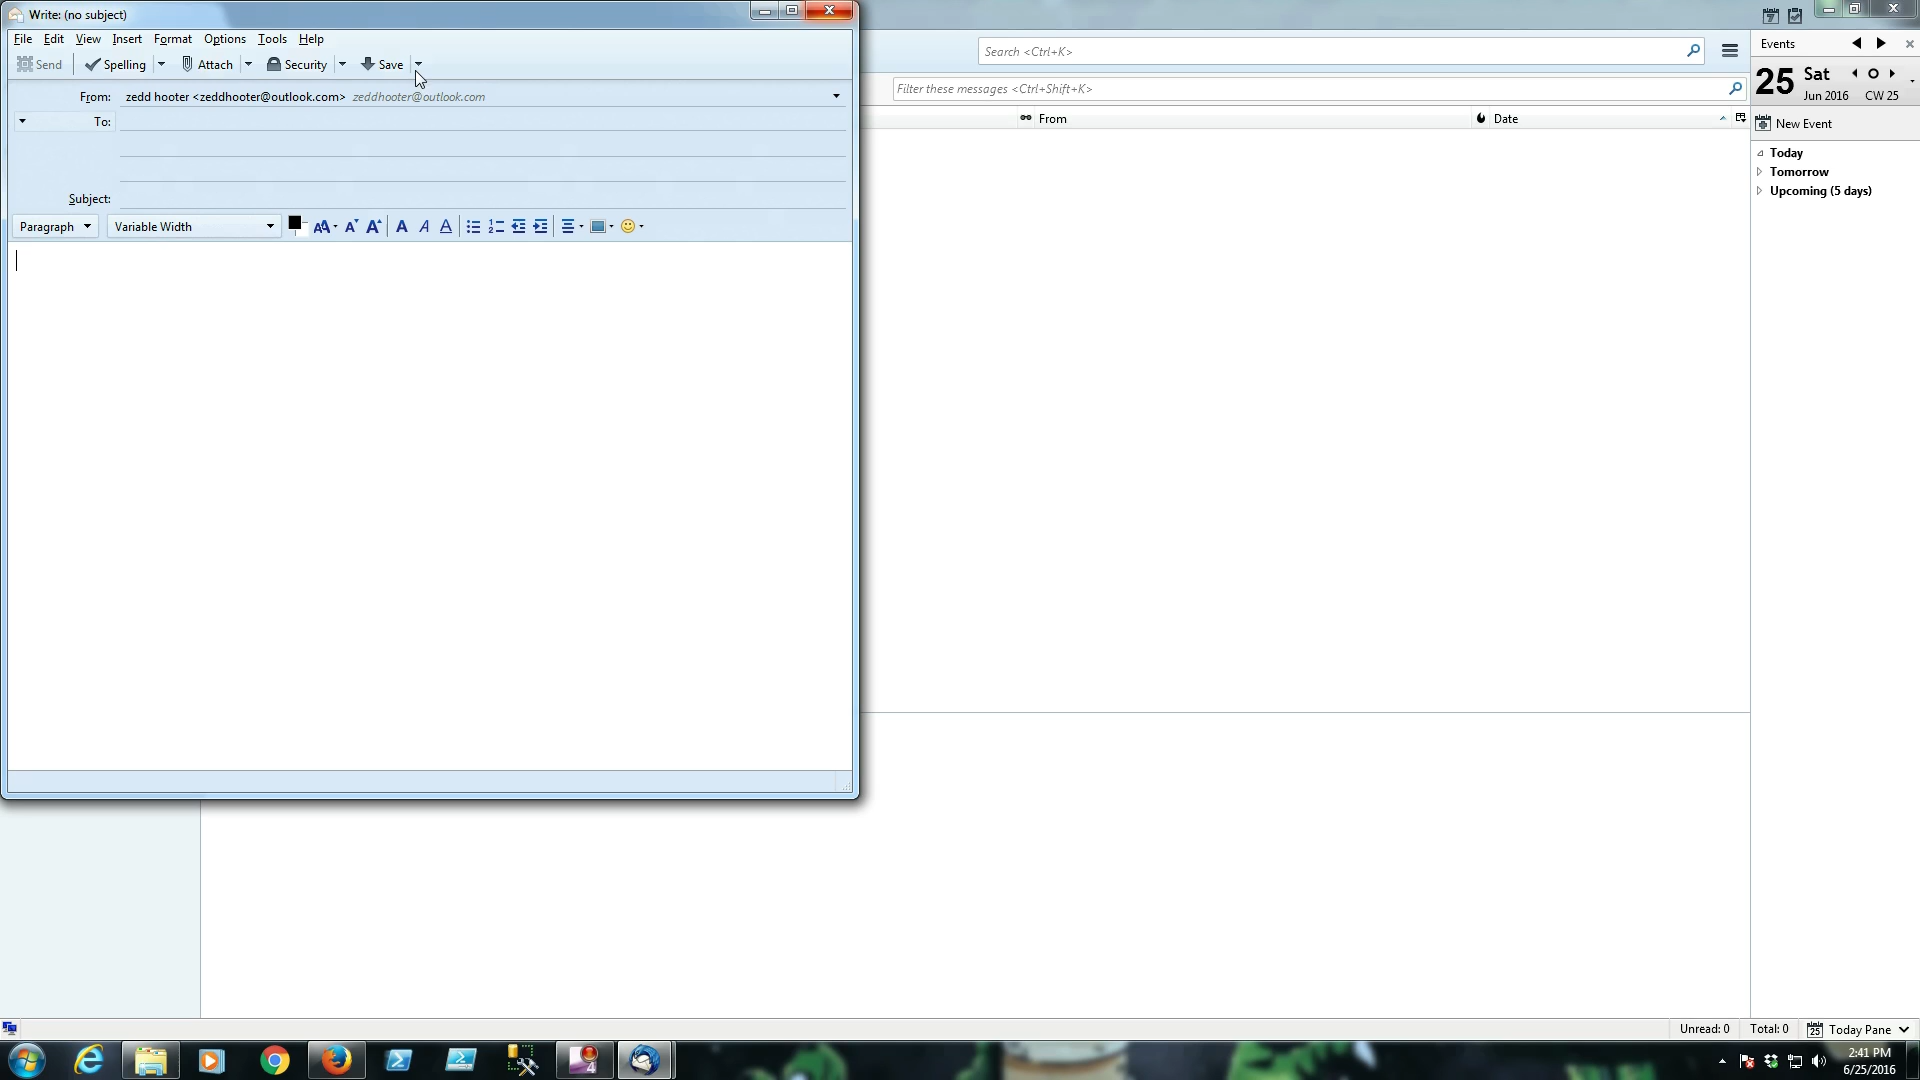 Write: (no subject)
File Edit View Insert Format Options Tools Help
Send Spelling Attach Security Save
From: zedd hooter <zeddhooter@outlook.com> zeddhooter@outlook.com
To:
Subject:
Paragraph Variable Width
Search <Ctrl+K>
Filter these messages <Ctrl+Shift+K>
From Date
Events
25 Sat
Jun 2016 CW 25
New Event
Today
Tomorrow
Upcoming (5 days)
Unread: 0 Total: 0 25 Today Pane
4
2:41 PM
6/25/2016